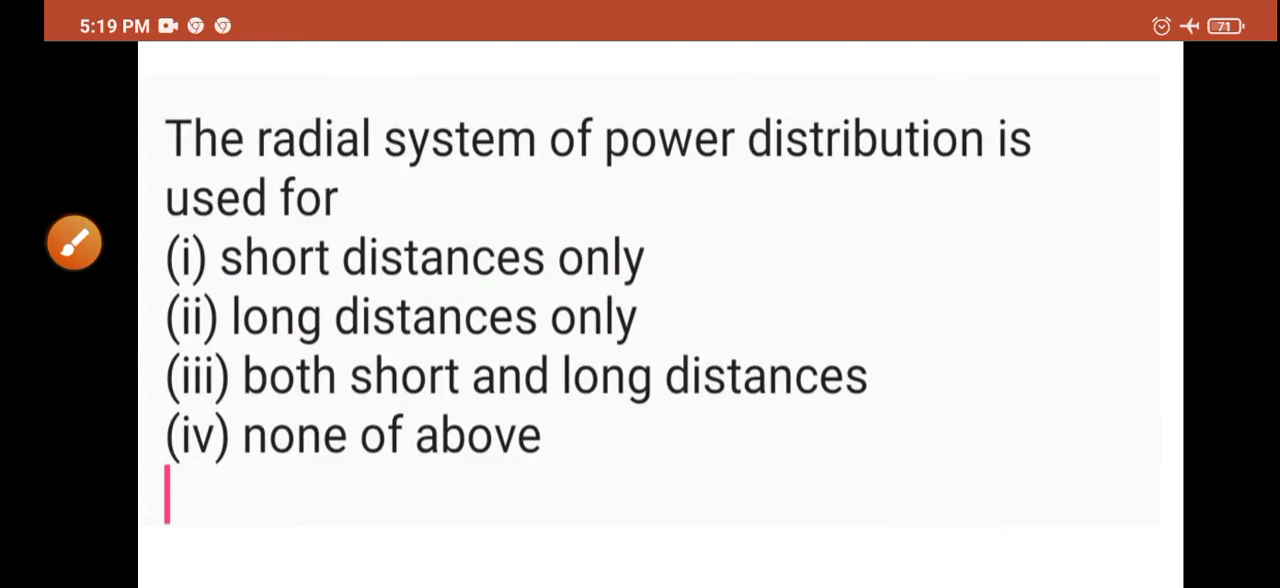 5:19 PM
71
The radial system of power distribution is
used for
(i) short distances only
(ii) long distances only
(iii) both short and long distances
(iv) none of above